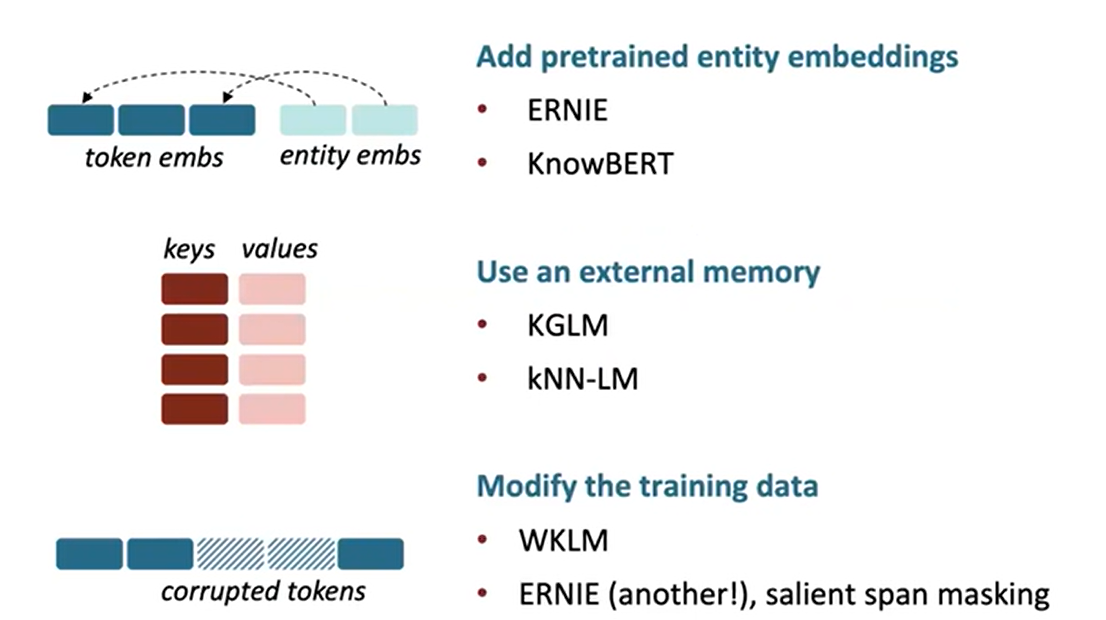 Add pretrained entity embeddings
• ERNIE
• KnowBERT
token embs
entity embs
keys values
Use an external memory
• KGLM
• kNN-LM
Modify the training data
• WKLM
• ERNIE (another!), salient span masking
corrupted tokens